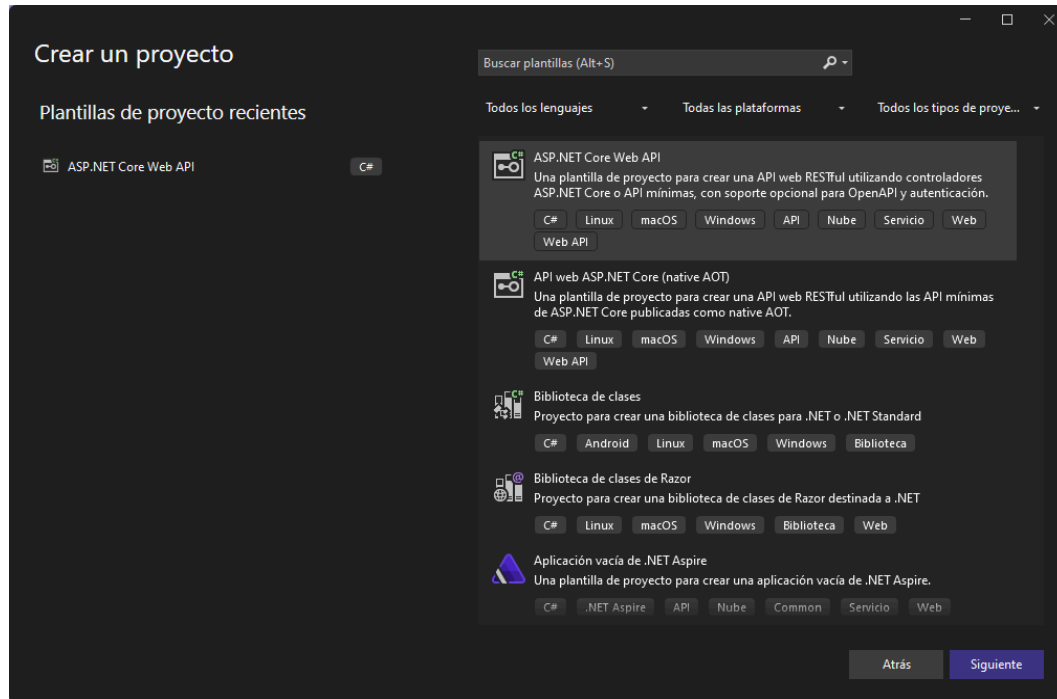 Crear un proyecto
Buscar plantillas (Alt+S)
Plantillas de proyecto recientes
Todos los lenguajes Todas las plataformas Todos los tipos de proye...
ASP.NET Core Web API C#
C#
ASP.NET Core Web API
Una plantilla de proyecto para crear una API web RESTful utilizando controladores
ASP.NET Core o API mínimas, con soporte opcional para OpenAPI y autenticación.
C# Linux macOS Windows API Nube Servicio Web
Web API
C#
API web ASP.NET Core (native AOT)
Una plantilla de proyecto para crear una API web RESTful utilizando las API mínimas
de ASP.NET Core publicadas como native AOT.
C# Linux macOS Windows API Nube Servicio Web
Web API
C#
Biblioteca de clases
Proyecto para crear una biblioteca de clases para .NET o .NET Standard
C# Android Linux macOS Windows Biblioteca
@
Biblioteca de clases de Razor
Proyecto para crear una biblioteca de clases de Razor destinada a .NET
C# Linux macOS Windows Biblioteca Web
Aplicación vacía de .NET Aspire
Una plantilla de proyecto para crear una aplicación vacía de .NET Aspire.
C# .NET Aspire API Nube Common Servicio Web
Atrás Siguiente